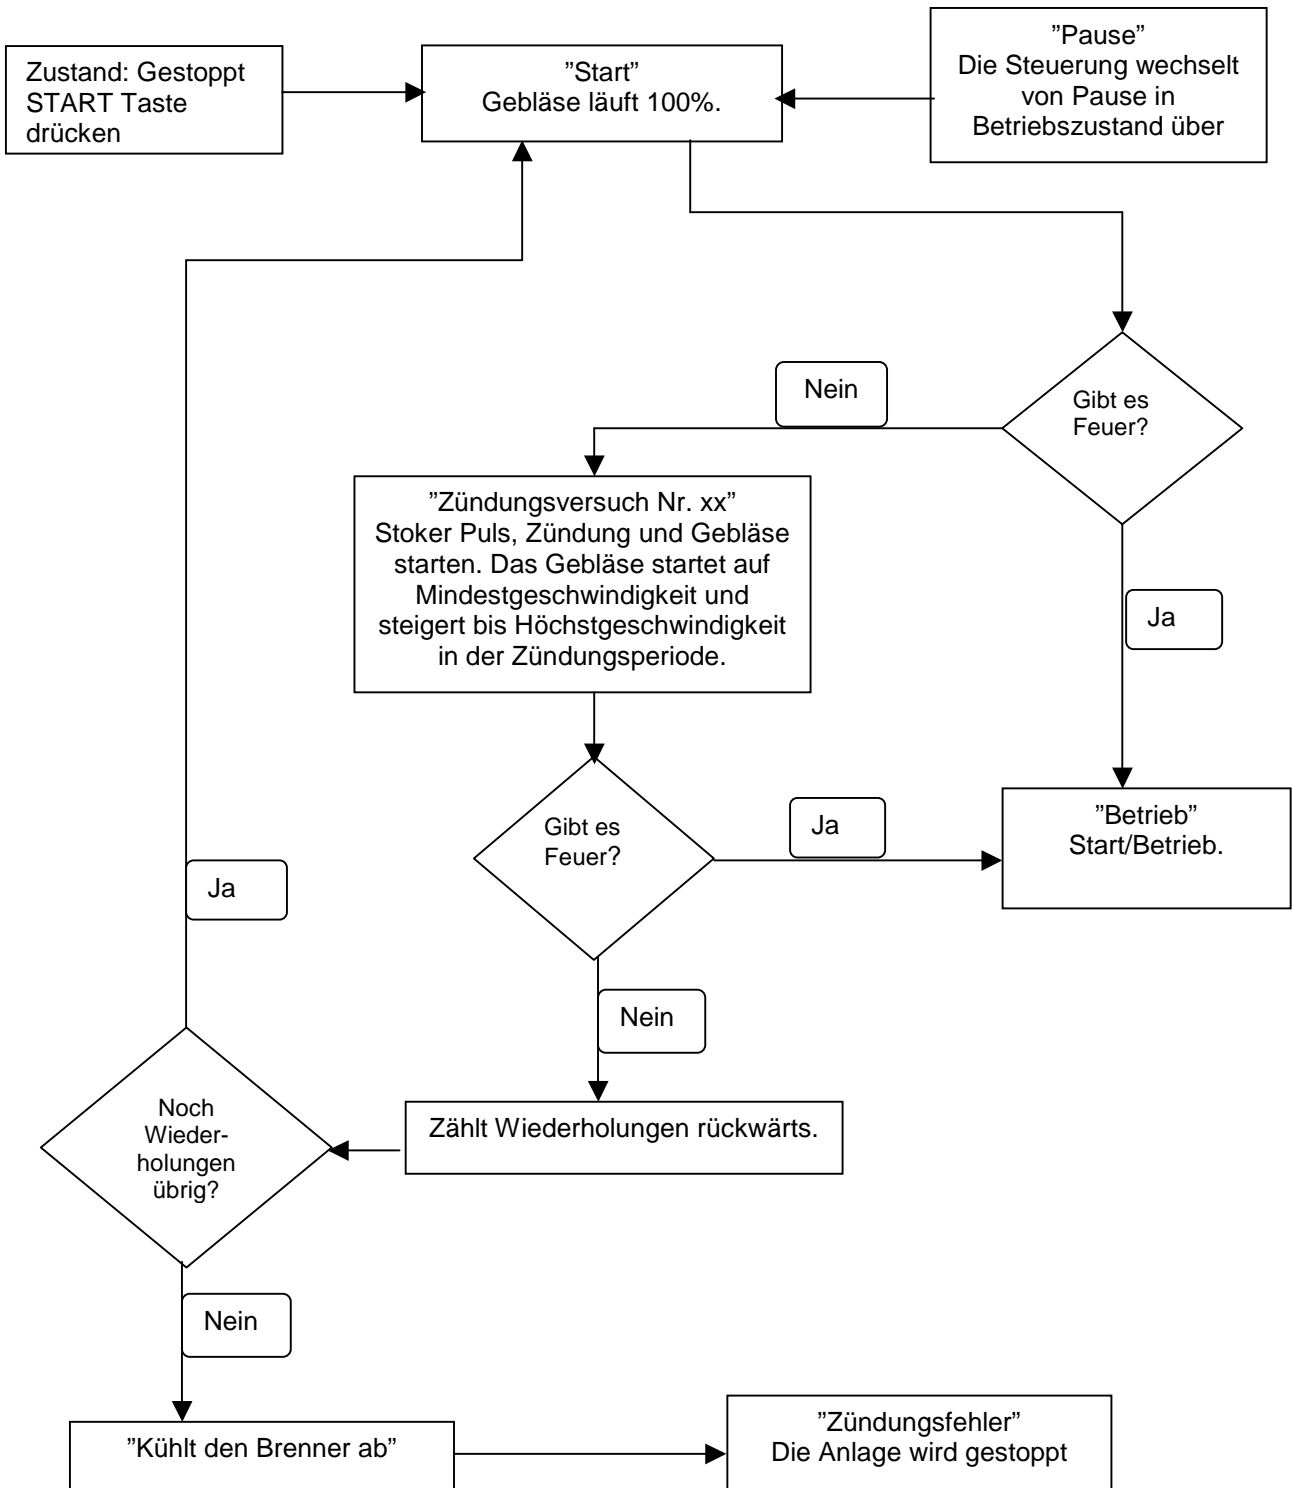 Zustand: Gestoppt
START Taste
drücken
”Start”
Gebläse läuft 100%.
”Pause”
Die Steuerung wechselt
von Pause in
Betriebszustand über
Nein
Gibt es
Feuer?
”Zündungsversuch Nr. xx”
Stoker Puls, Zündung und Gebläse
starten. Das Gebläse startet auf
Mindestgeschwindigkeit und
steigert bis Höchstgeschwindigkeit
in der Zündungsperiode.
Ja
Gibt es
Feuer?
Ja
”Betrieb”
Start/Betrieb.
Ja
Nein
Noch
Wieder-
holungen
übrig?
Zählt Wiederholungen rückwärts.
Nein
”Kühlt den Brenner ab”
”Zündungsfehler”
Die Anlage wird gestoppt